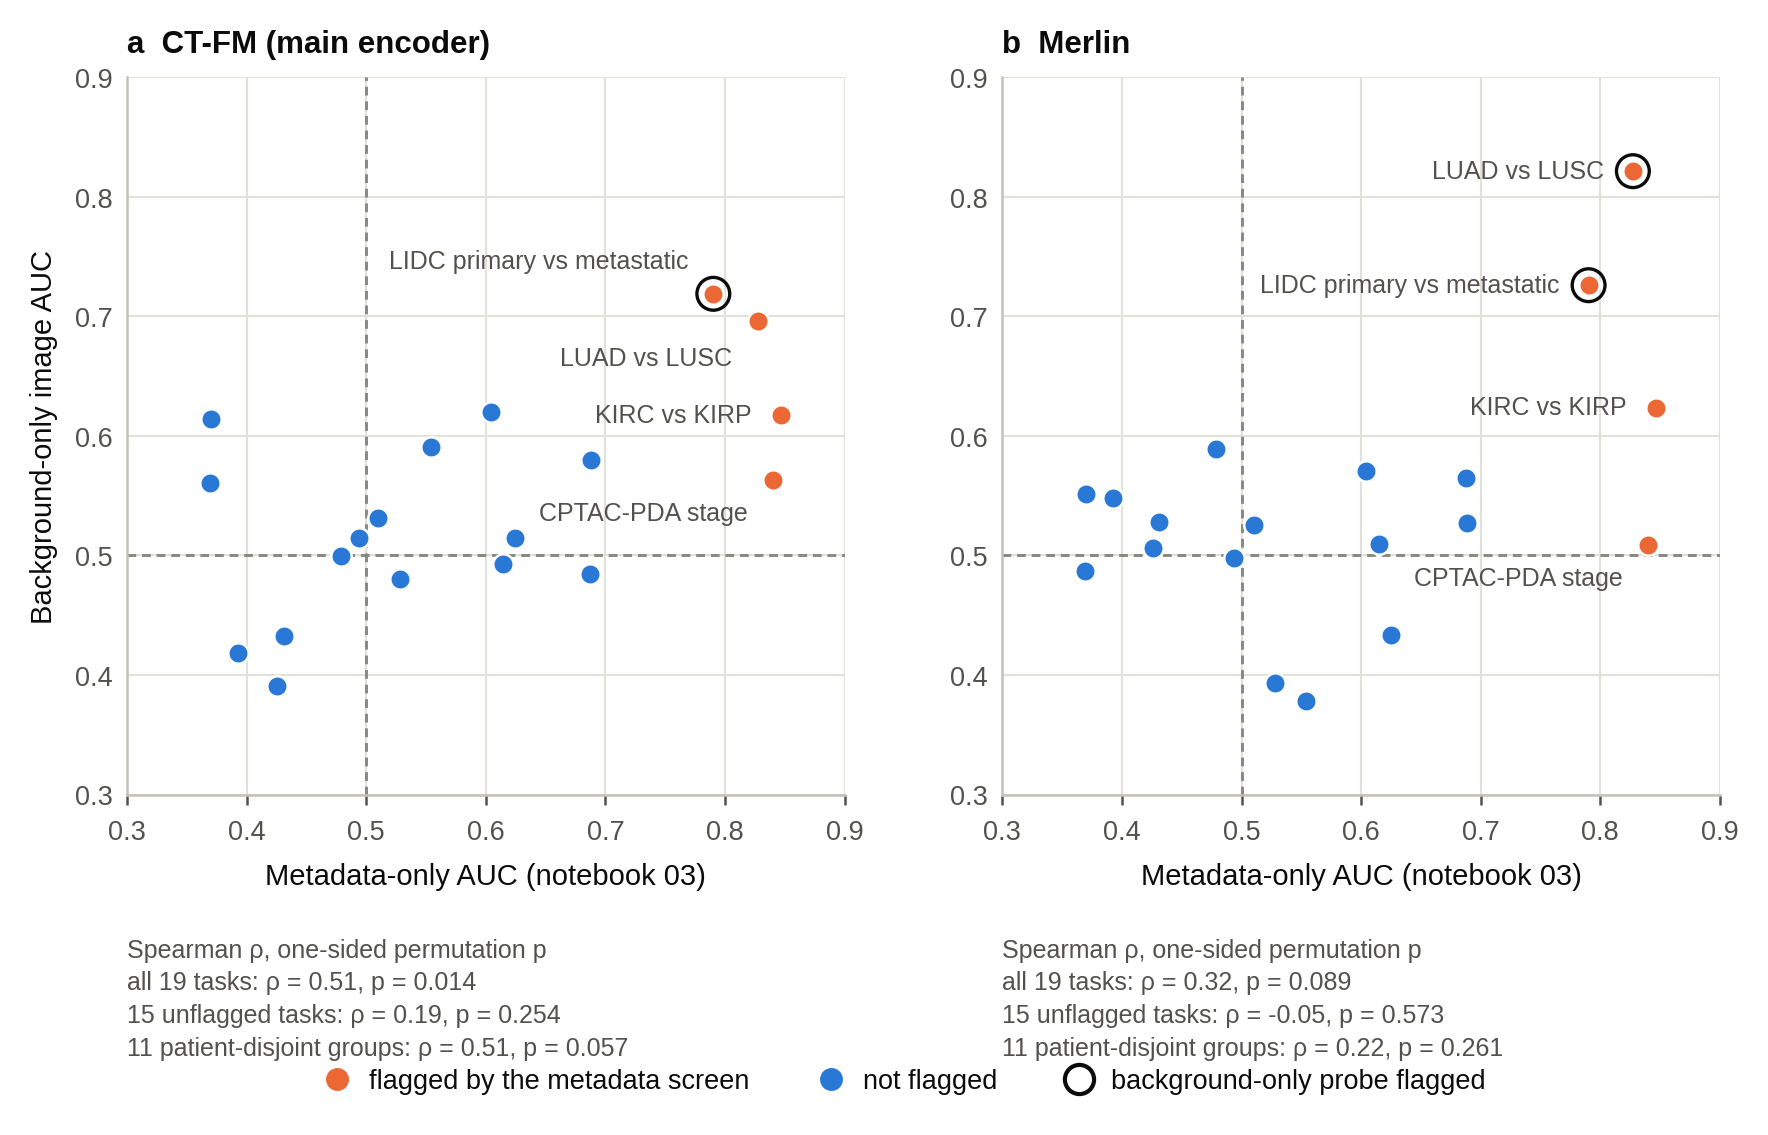 a CT-FM (main encoder)
Background-only image AUC
0.9
0.8
0.7
0.6
0.5
0.4
0.3
LIDC primary vs metastatic
LUAD vs LUSC
KIRC vs KIRP
CPTAC-PDA stage
0.3 0.4 0.5 0.6 0.7 0.8 0.9
Metadata-only AUC (notebook 03)
Spearman ρ, one-sided permutation p
all 19 tasks: ρ = 0.51, p = 0.014
15 unflagged tasks: ρ = 0.19, p = 0.254
11 patient-disjoint groups: ρ = 0.51, p = 0.057
b Merlin
0.9
0.8
0.7
0.6
0.5
0.4
0.3
LUAD vs LUSC
LIDC primary vs metastatic
KIRC vs KIRP
CPTAC-PDA stage
0.3 0.4 0.5 0.6 0.7 0.8 0.9
Metadata-only AUC (notebook 03)
Spearman ρ, one-sided permutation p
all 19 tasks: ρ = 0.32, p = 0.089
15 unflagged tasks: ρ = -0.05, p = 0.573
11 patient-disjoint groups: ρ = 0.22, p = 0.261
flagged by the metadata screen
not flagged
background-only probe flagged